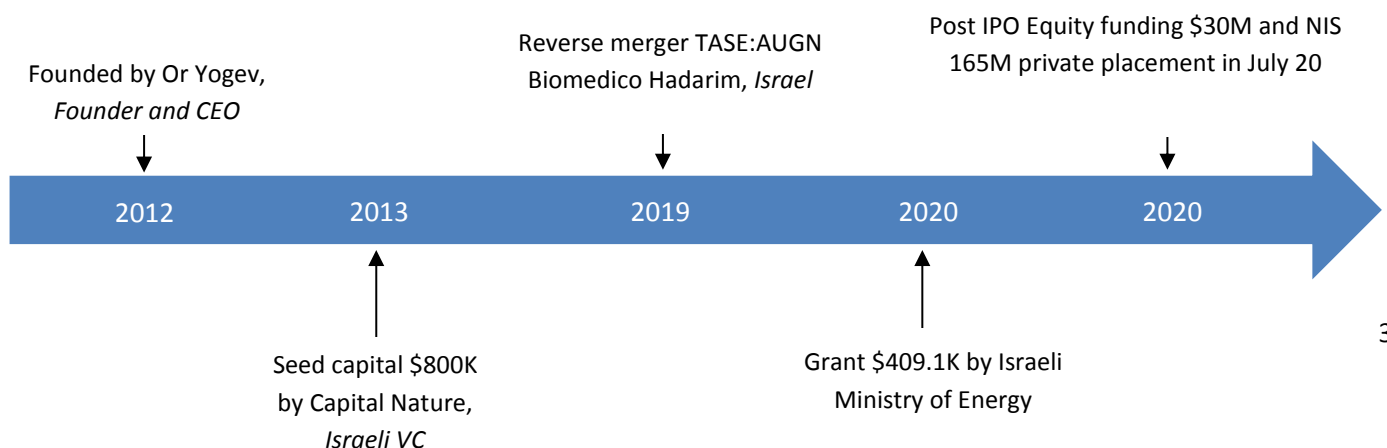 Founded by Or Yogev,
Founder and CEO
Reverse merger TASE:AUGN
Biomedico Hadarim, Israel
Post IPO Equity funding $30M and NIS
165M private placement in July 20
2012
2013
2019
2020
2020
Seed capital $800K
by Capital Nature,
Israeli VC
Grant $409.1K by Israeli
Ministry of Energy
3